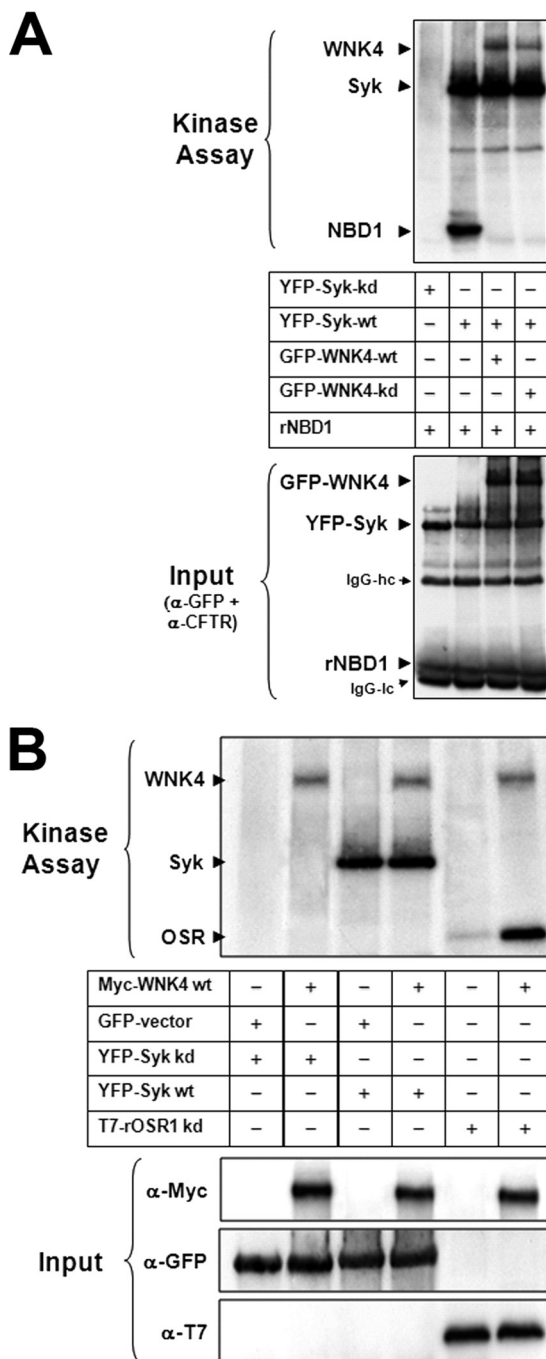 A
WNK4
Syk
Kinase
Assay
NBD1
YFP-Syk-kd + – – –
YFP-Syk-wt – + + +
GFP-WNK4-wt – – + –
GFP-WNK4-kd – – – +
rNBD1 + + + +
GFP-WNK4
YFP-Syk
Input
(α-GFP +
α-CFTR)
IgG-hc
rNBD1
IgG-lc
B
WNK4
Kinase
Assay
Syk
OSR
Myc-WNK4 wt – + – + – +
GFP-vector + – + – – –
YFP-Syk kd + + – – – –
YFP-Syk wt – – + + – –
T7-rOSR1 kd – – – – + +
α-Myc
Input
α-GFP
α-T7